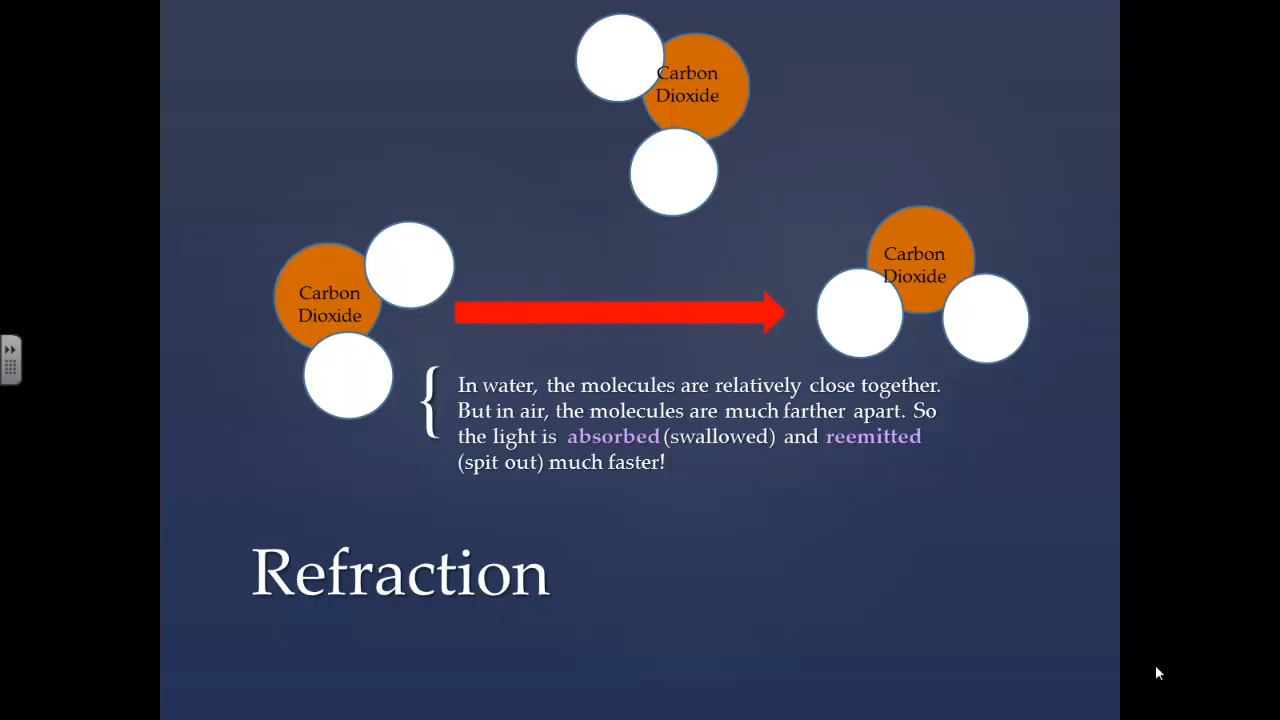 Carbon
Dioxide
Carbon
Dioxide
Carbon
Dioxide
In water, the molecules are relatively close together.
But in air, the molecules are much farther apart. So
the light is absorbed (swallowed) and reemitted
(spit out) much faster!
Refraction